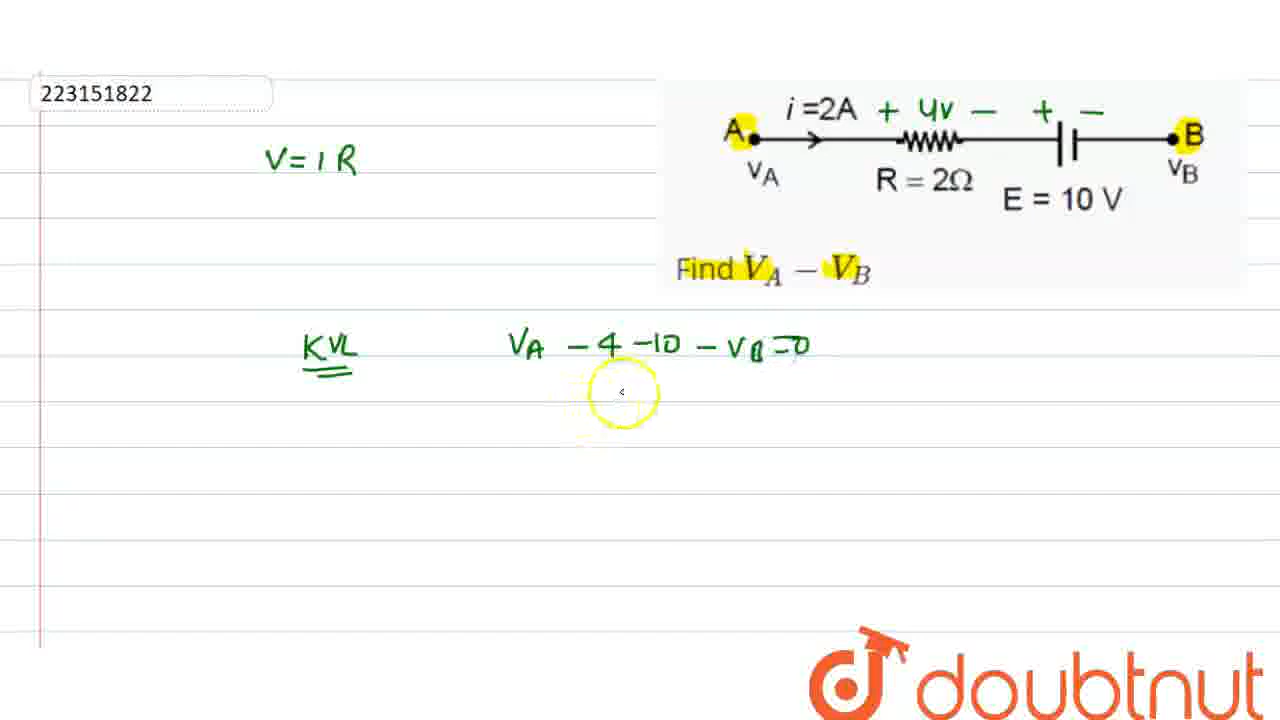 223151822
i =2A + 4v − + −
A B
V = I R
vA vB
R = 2Ω
E = 10 V
Find VA − VB
KVL VA − 4 − 10 − VB = 0
doubtnut